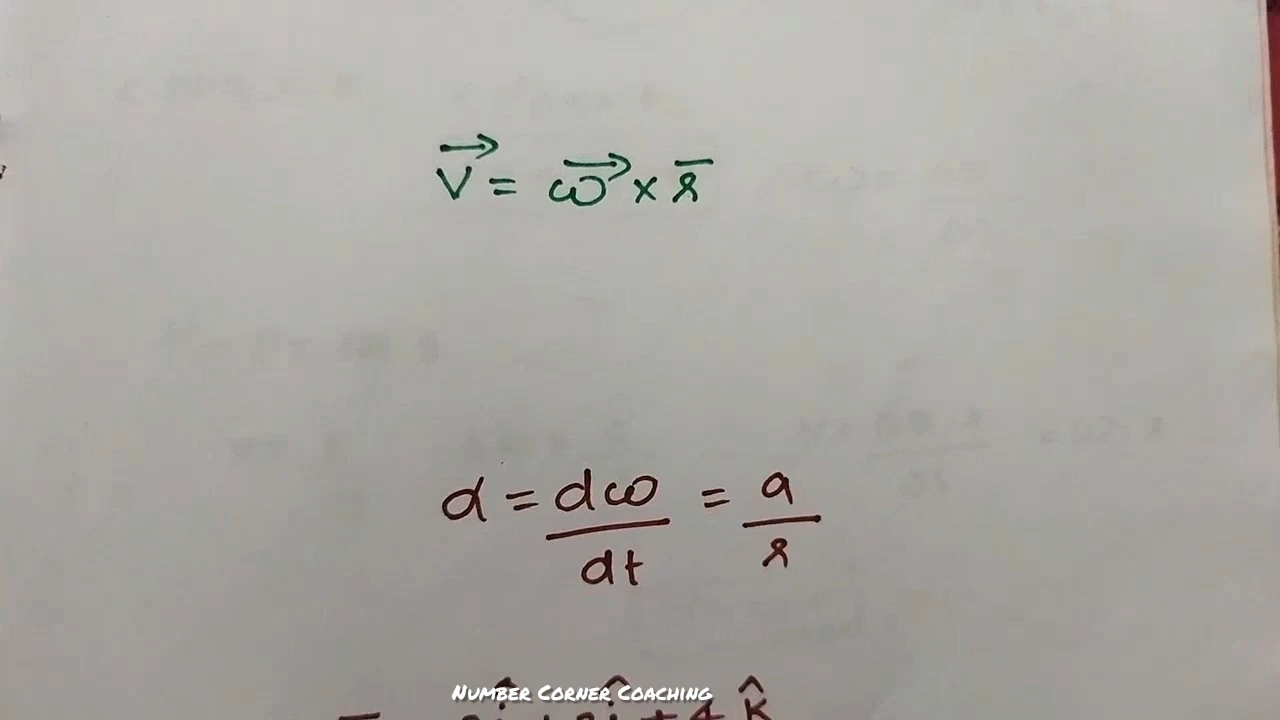 v⃗ = ω⃗ × r̄
α = dω/dt = a/r
Number Corner Coaching